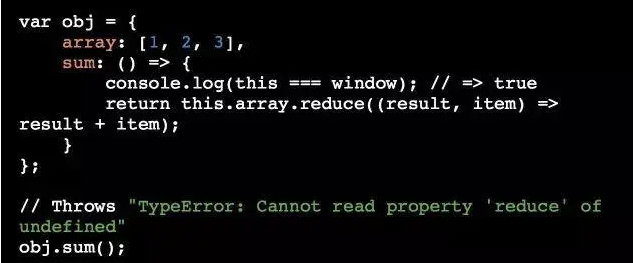 var obj = {
    array: [1, 2, 3],
    sum: () => {
        console.log(this === window); // => true
        return this.array.reduce((result, item) =>
result + item);
    }
};

// Throws "TypeError: Cannot read property 'reduce' of
undefined"
obj.sum();